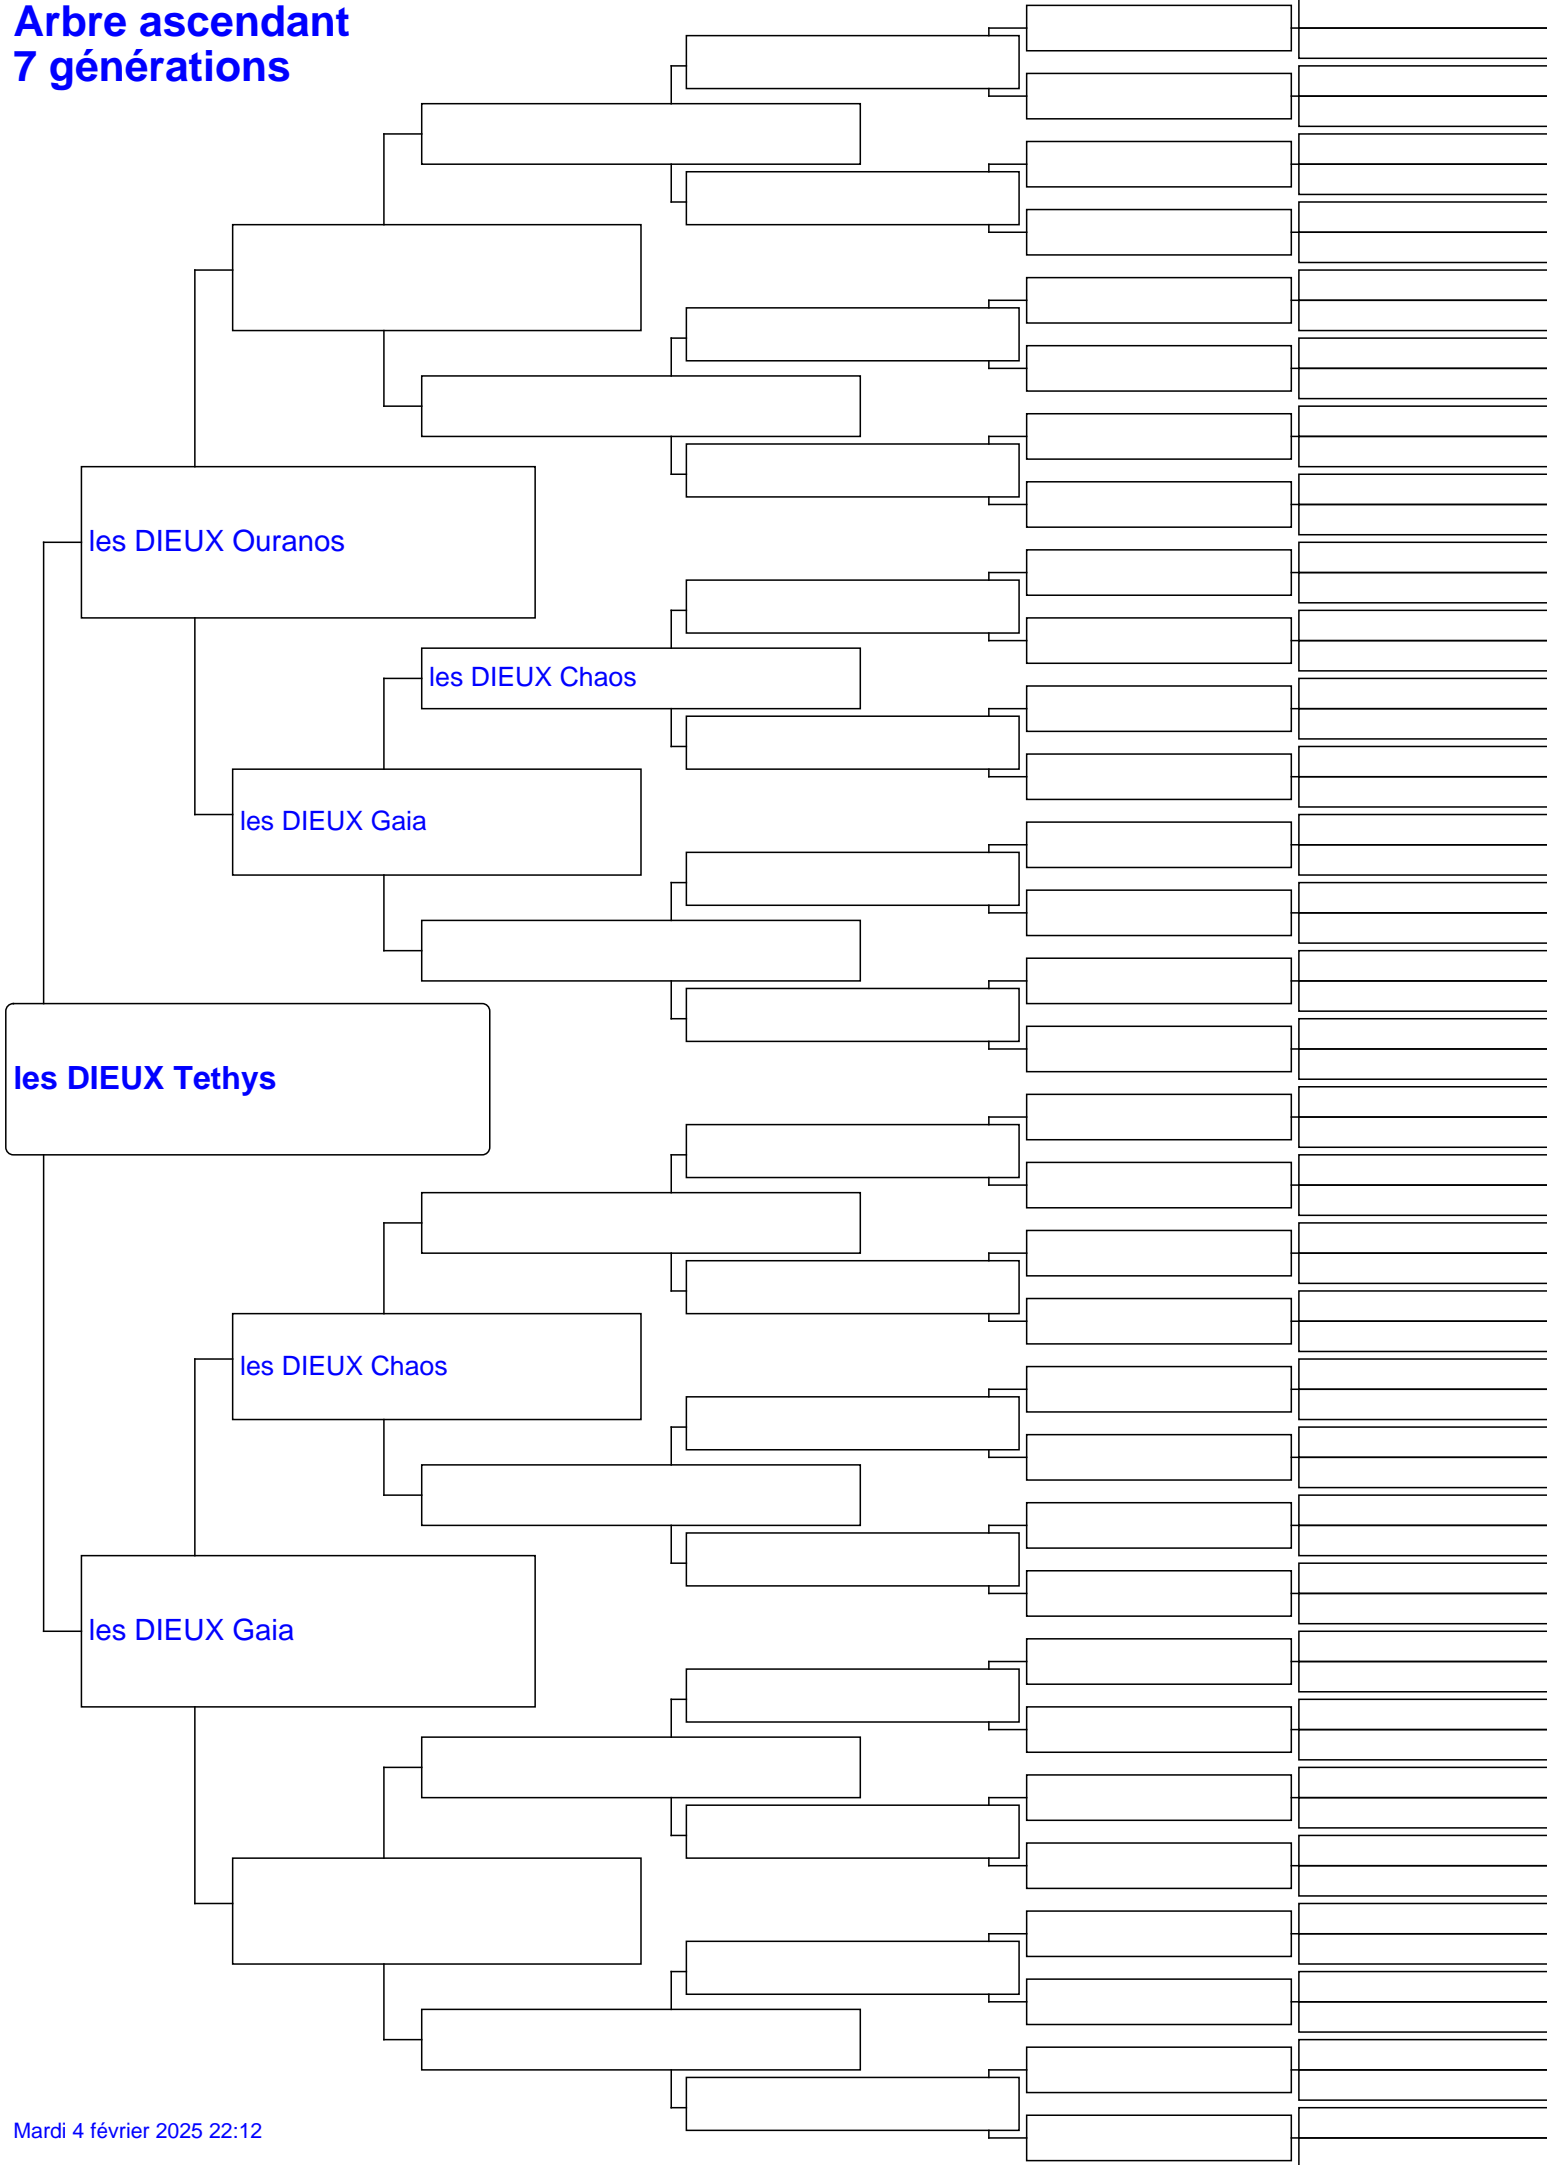 Arbre ascendant
7 générations
les DIEUX Ouranos
les DIEUX Chaos
les DIEUX Gaia
les DIEUX Tethys
les DIEUX Chaos
les DIEUX Gaia
Mardi 4 février 2025 22:12